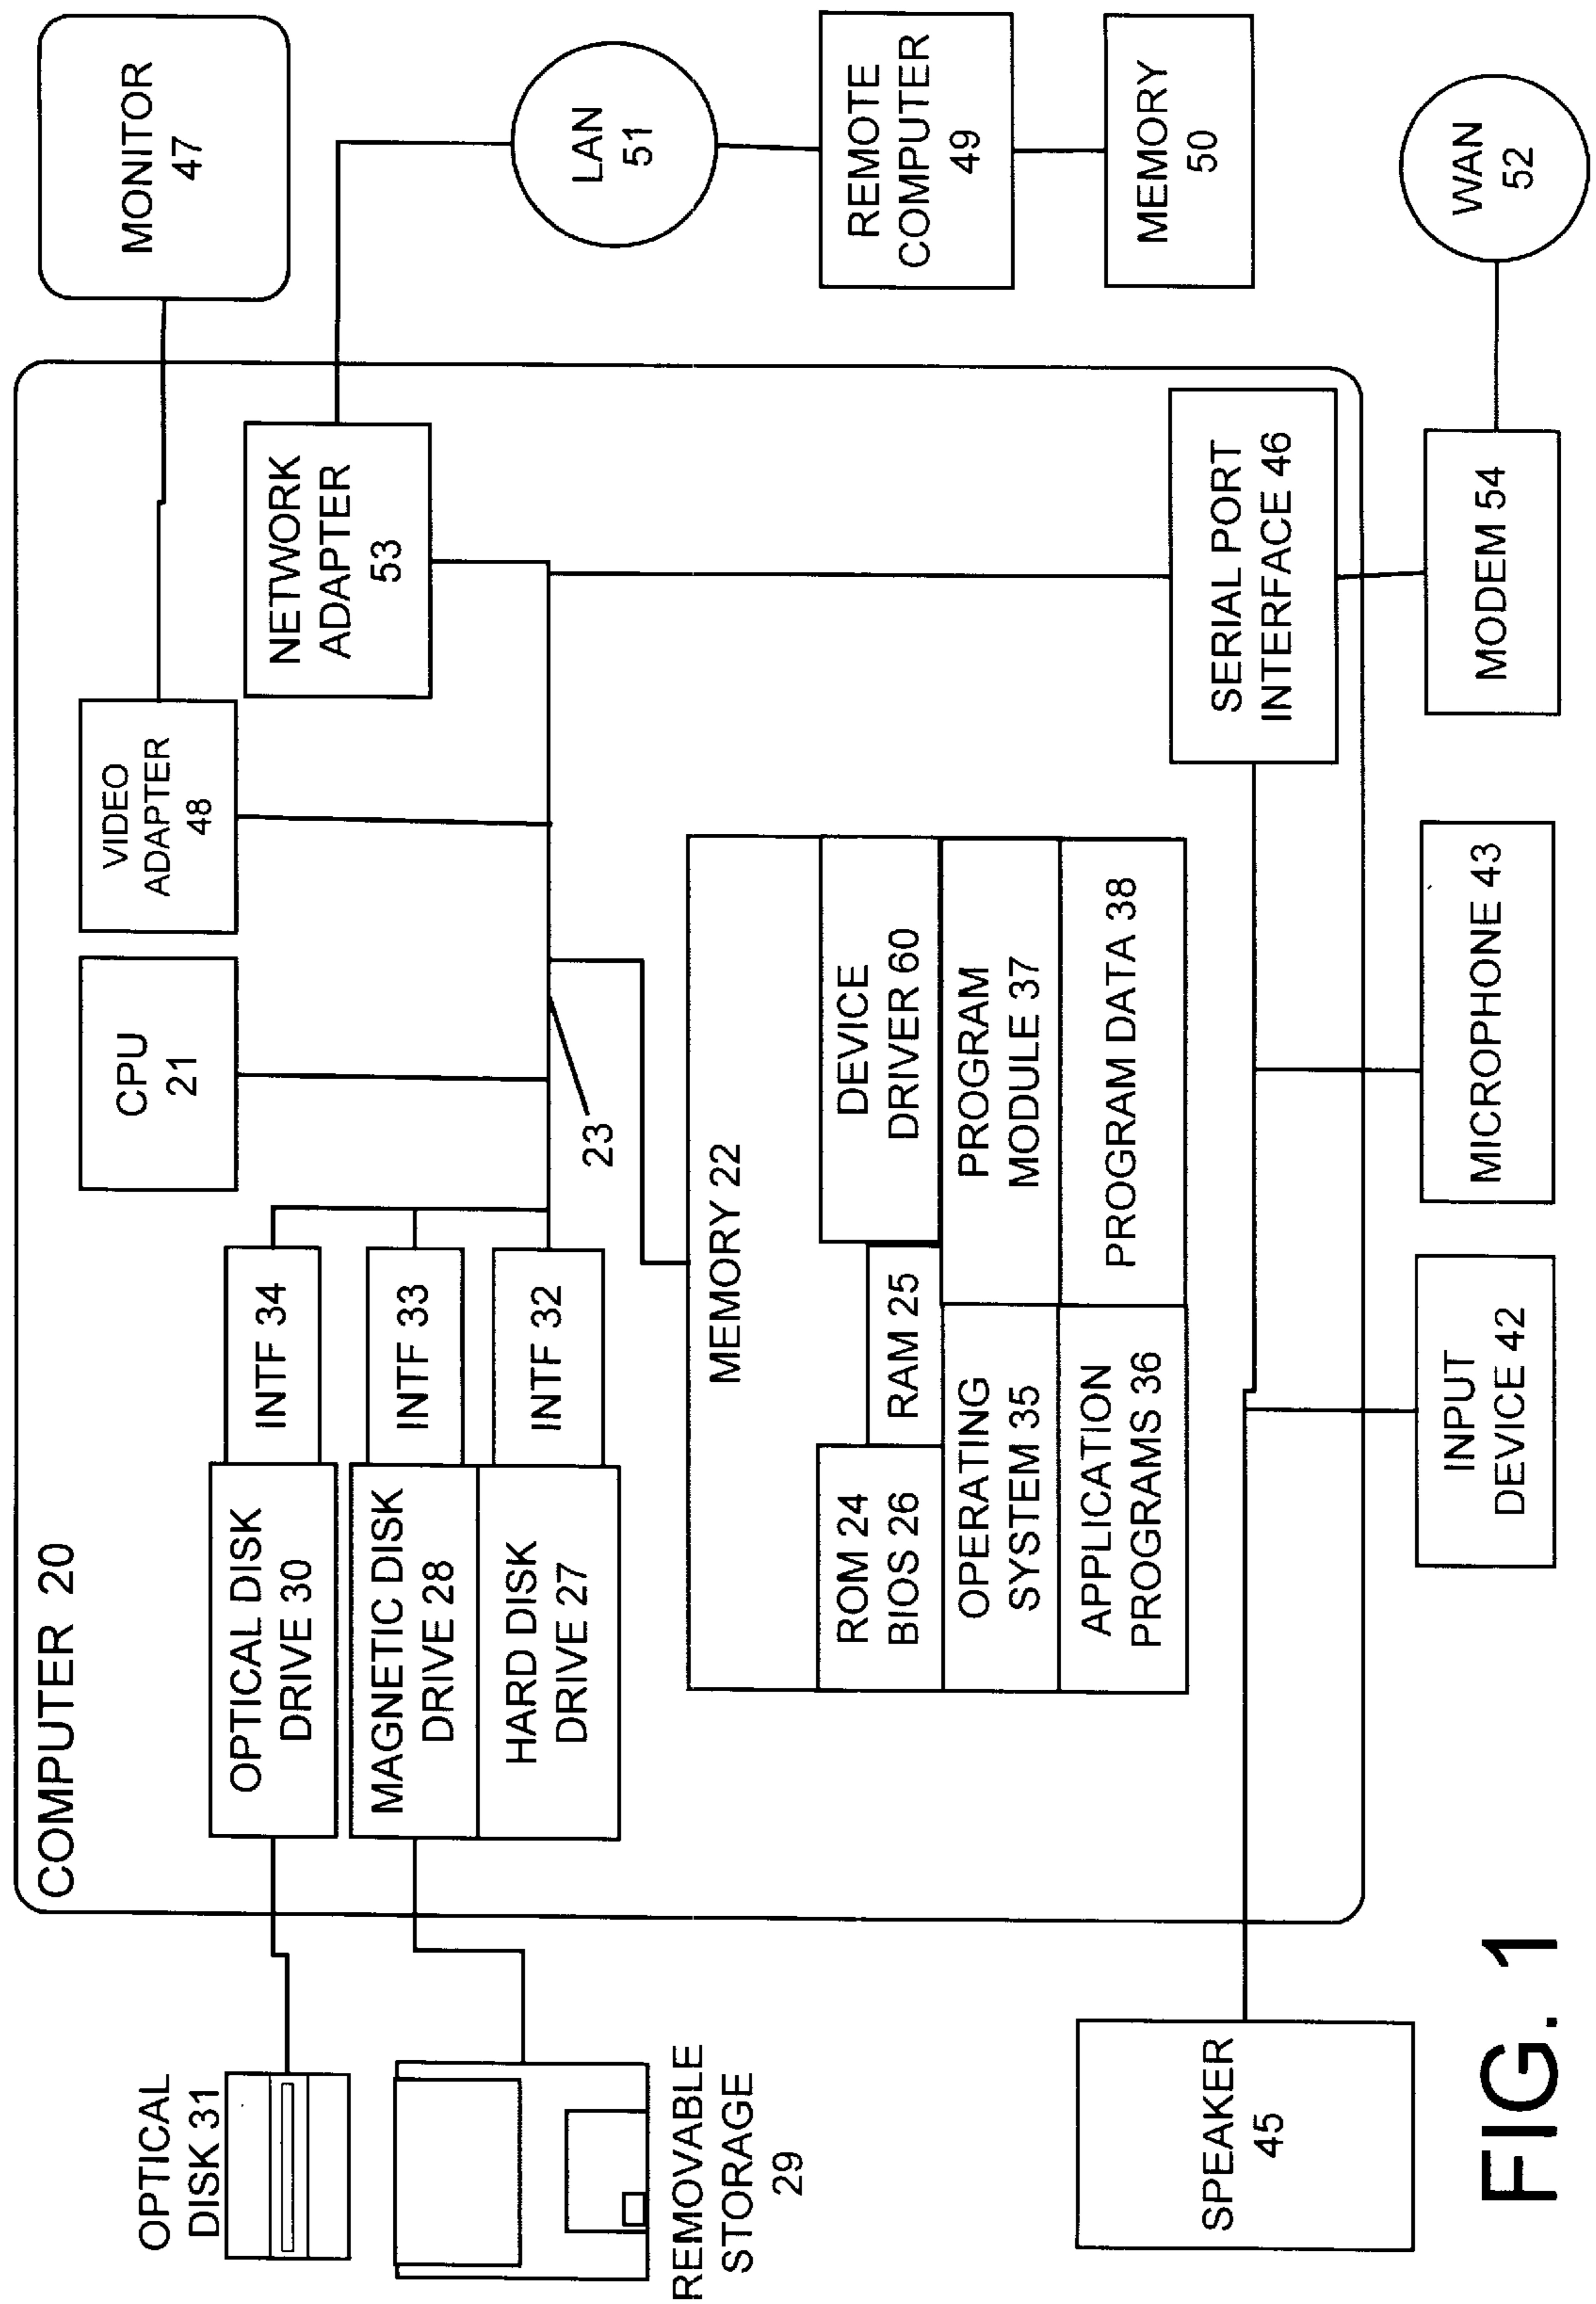 COMPUTER 20
OPTICAL
DISK 31
OPTICAL DISK
DRIVE 30
INTF 34
CPU
21
VIDEO
ADAPTER
48
MONITOR
47
REMOVABLE
STORAGE
29
MAGNETIC DISK
DRIVE 28
INTF 33
HARD DISK
DRIVE 27
INTF 32
23
NETWORK
ADAPTER
53
LAN
51
MEMORY 22
ROM 24
BIOS 26
RAM 25
DEVICE
DRIVER 60
OPERATING
SYSTEM 35
PROGRAM
MODULE 37
APPLICATION
PROGRAMS 36
PROGRAM DATA 38
REMOTE
COMPUTER
49
MEMORY
50
SPEAKER
45
SERIAL PORT
INTERFACE 46
INPUT
DEVICE 42
MICROPHONE 43
MODEM 54
WAN
52
FIG. 1